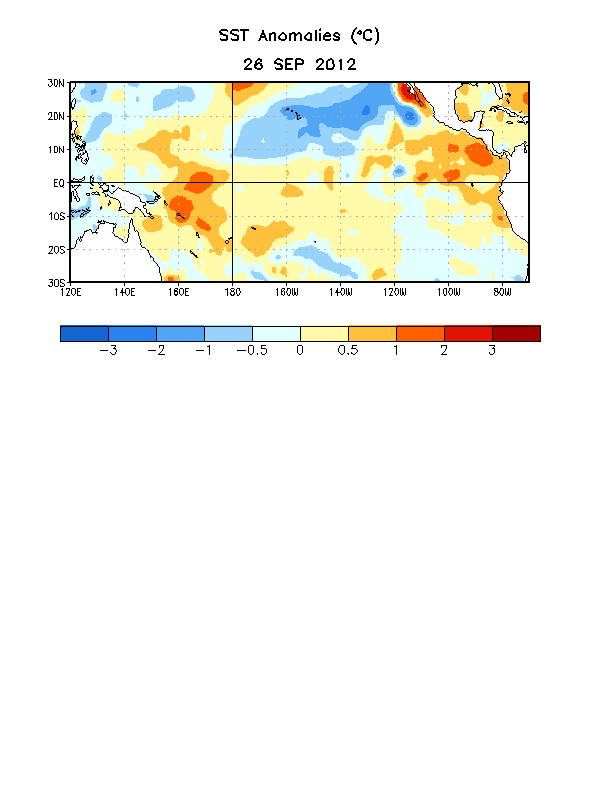 SST Anomalies (°C)
26 SEP 2012
30N
20N
10N
EQ
10S
20S
30S
120E 140E 160E 180 160W 140W 120W 100W 80W
-3 -2 -1 -0.5 0 0.5 1 2 3